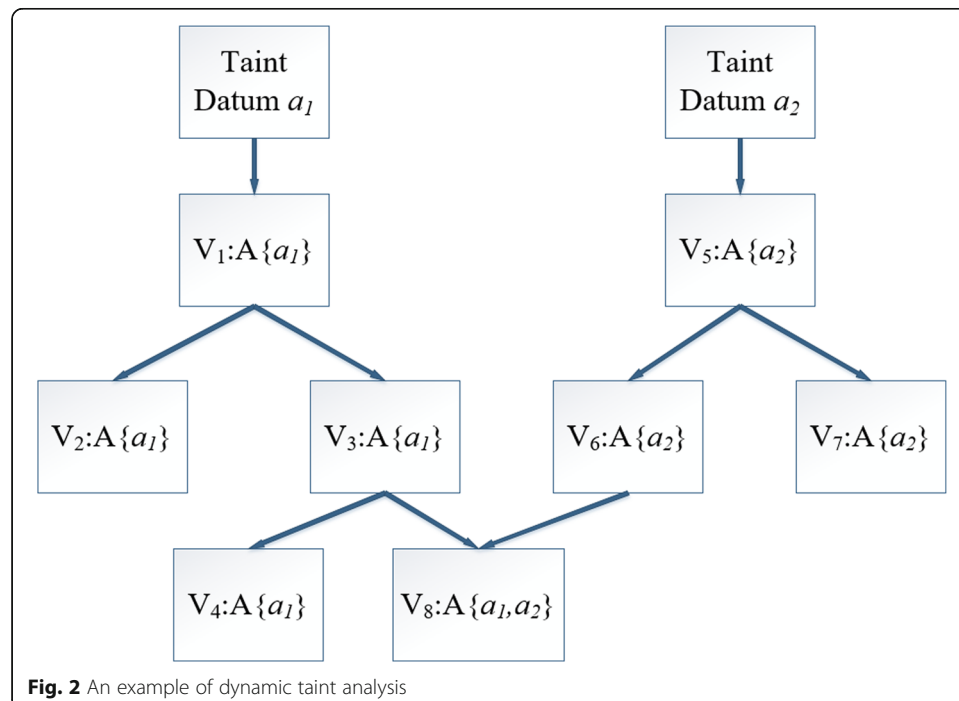 Taint
Datum a₁
Taint
Datum a₂
V₁:A{a₁}
V₅:A{a₂}
V₂:A{a₁}
V₃:A{a₁}
V₆:A{a₂}
V₇:A{a₂}
V₄:A{a₁}
V₈:A{a₁,a₂}
Fig. 2 An example of dynamic taint analysis